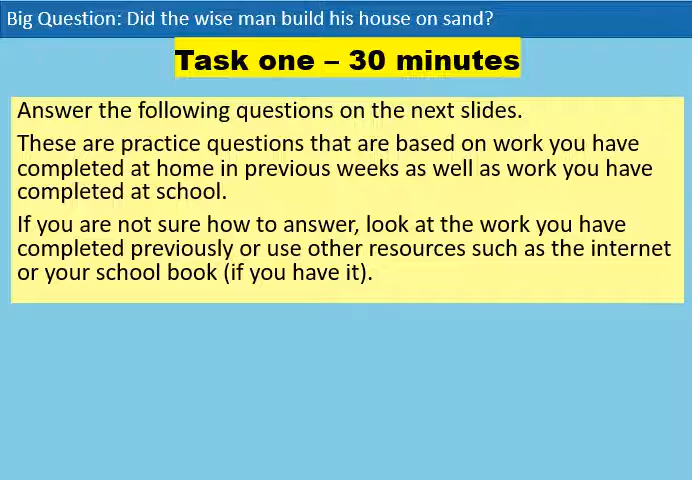 Big Question: Did the wise man build his house on sand?
Task one – 30 minutes
Answer the following questions on the next slides.
These are practice questions that are based on work you have
completed at home in previous weeks as well as work you have
completed at school.
If you are not sure how to answer, look at the work you have
completed previously or use other resources such as the internet
or your school book (if you have it).